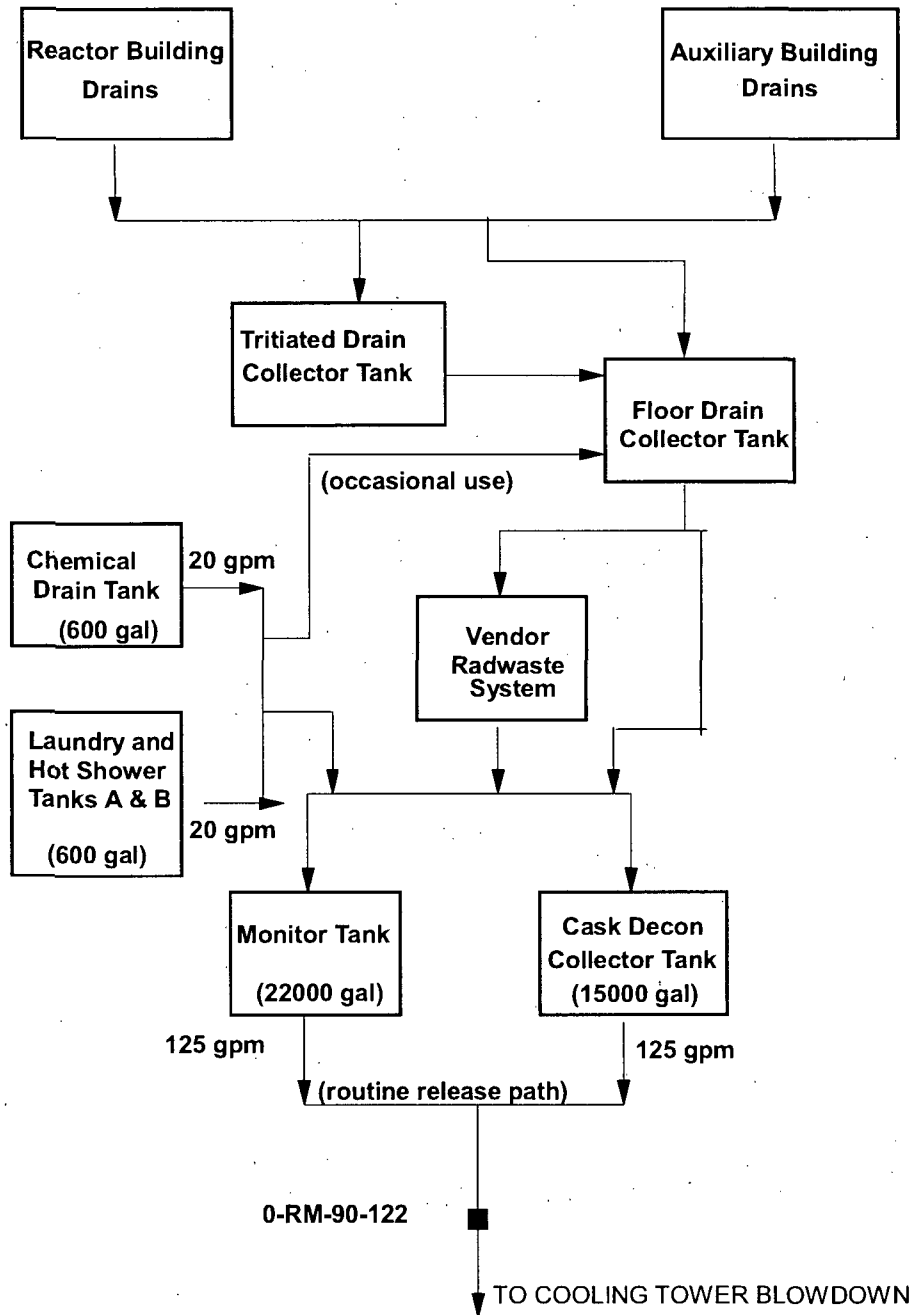 Reactor Building
Drains
Auxiliary Building
Drains
Tritiated Drain
Collector Tank
Floor Drain
Collector Tank
(occasional use)
Chemical
Drain Tank
(600 gal)
20 gpm
Vendor
Radwaste
System
Laundry and
Hot Shower
Tanks A & B
(600 gal)
20 gpm
Monitor Tank
(22000 gal)
Cask Decon
Collector Tank
(15000 gal)
125 gpm
125 gpm
(routine release path)
0-RM-90-122
TO COOLING TOWER BLOWDOWN